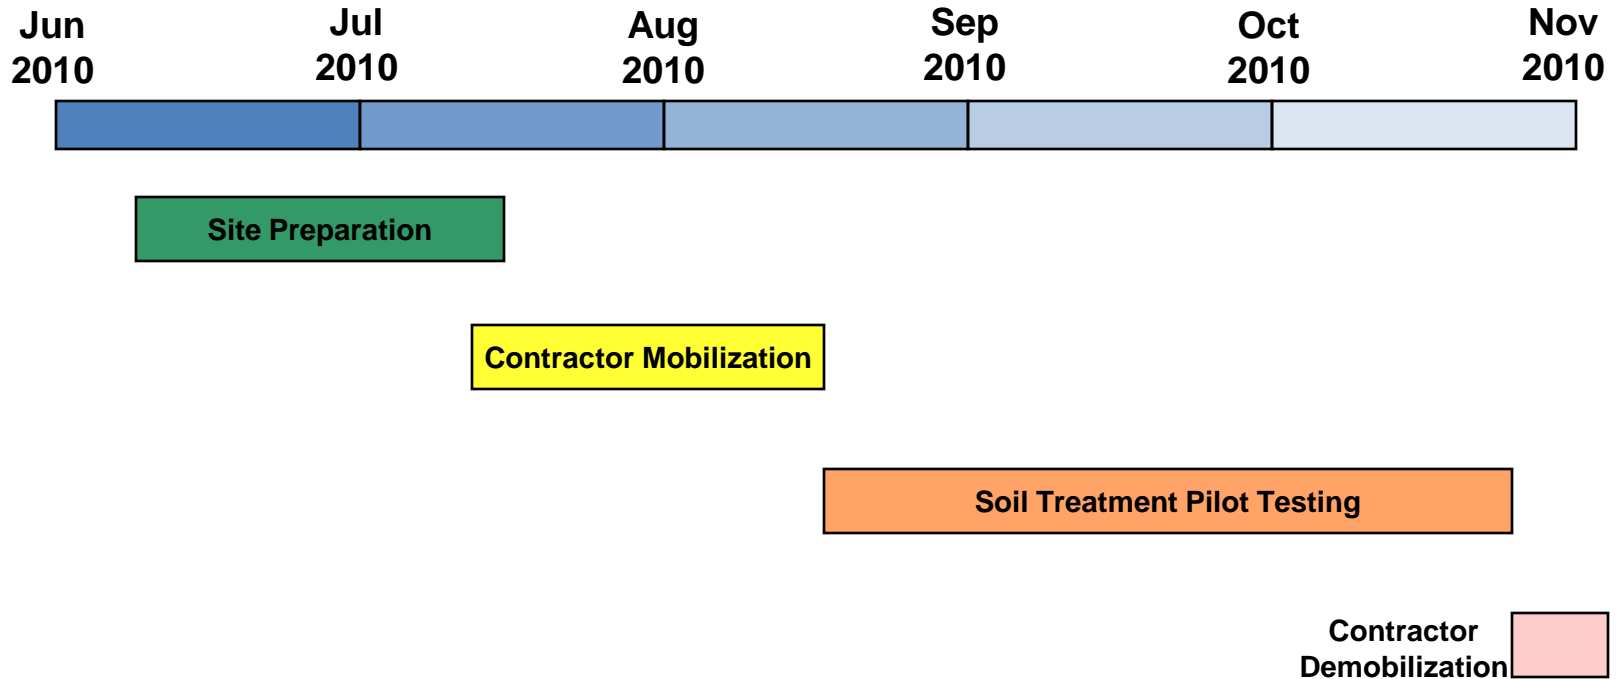 Jun
2010
Jul
2010
Aug
2010
Sep
2010
Oct
2010
Nov
2010
Site Preparation
Contractor Mobilization
Soil Treatment Pilot Testing
Contractor
Demobilization